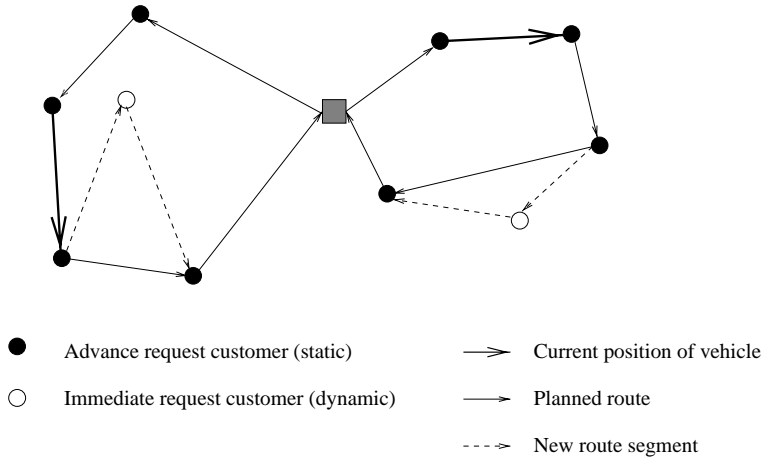 Advance request customer (static)
Immediate request customer (dynamic)
Current position of vehicle
Planned route
New route segment